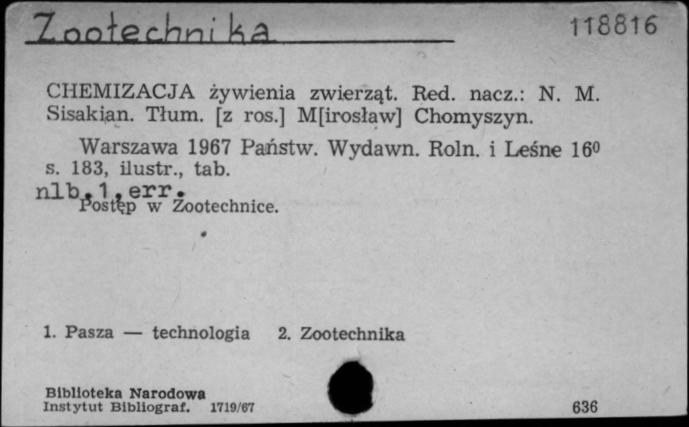 Zootechnika
118816
CHEMIZACJA żywienia zwierząt. Red. nacz.: N. M.
Sisakian. Tłum. [z ros.] M[irosław] Chomyszyn.
Warszawa 1967 Państw. Wydawn. Roln. i Leśne 16⁰
s. 183, ilustr., tab.
nlb.1,err.
Postęp w Zootechnice.
1. Pasza — technologia 2. Zootechnika
Biblioteka Narodowa
Instytut Bibliograf. 1719/67
636